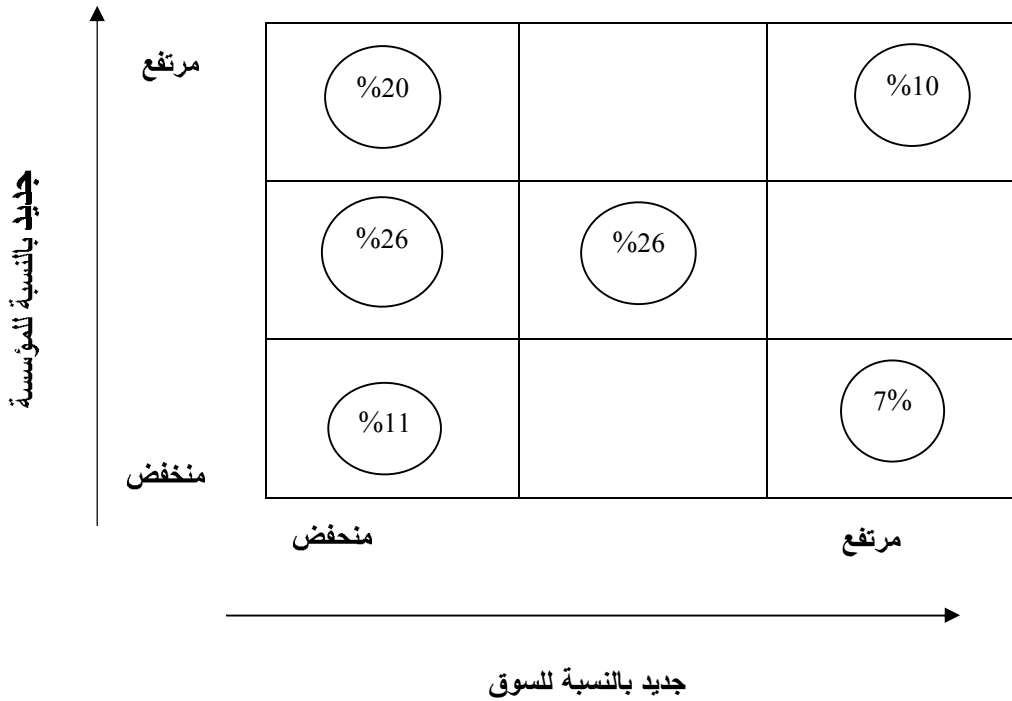 مرتفع
%20
%10
جديد بالنسبة للمؤسسة
%26
%26
%11
7%
منخفض
منحفض
مرتفع
جديد بالنسبة للسوق